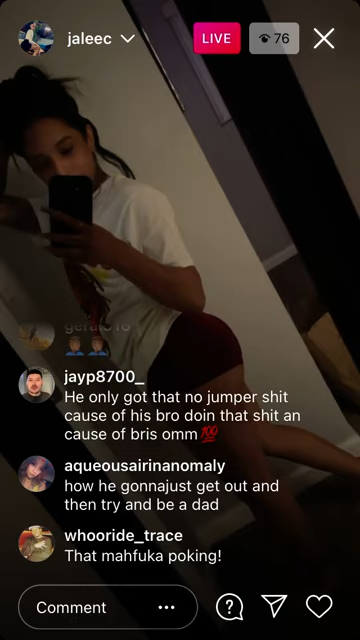 jaleec
LIVE
76
jayp8700_
He only got that no jumper shit
cause of his bro doin that shit an
cause of bris omm 💯
aqueousairinanomaly
how he gonnajust get out and
then try and be a dad
whooride_trace
That mahfuka poking!
Comment